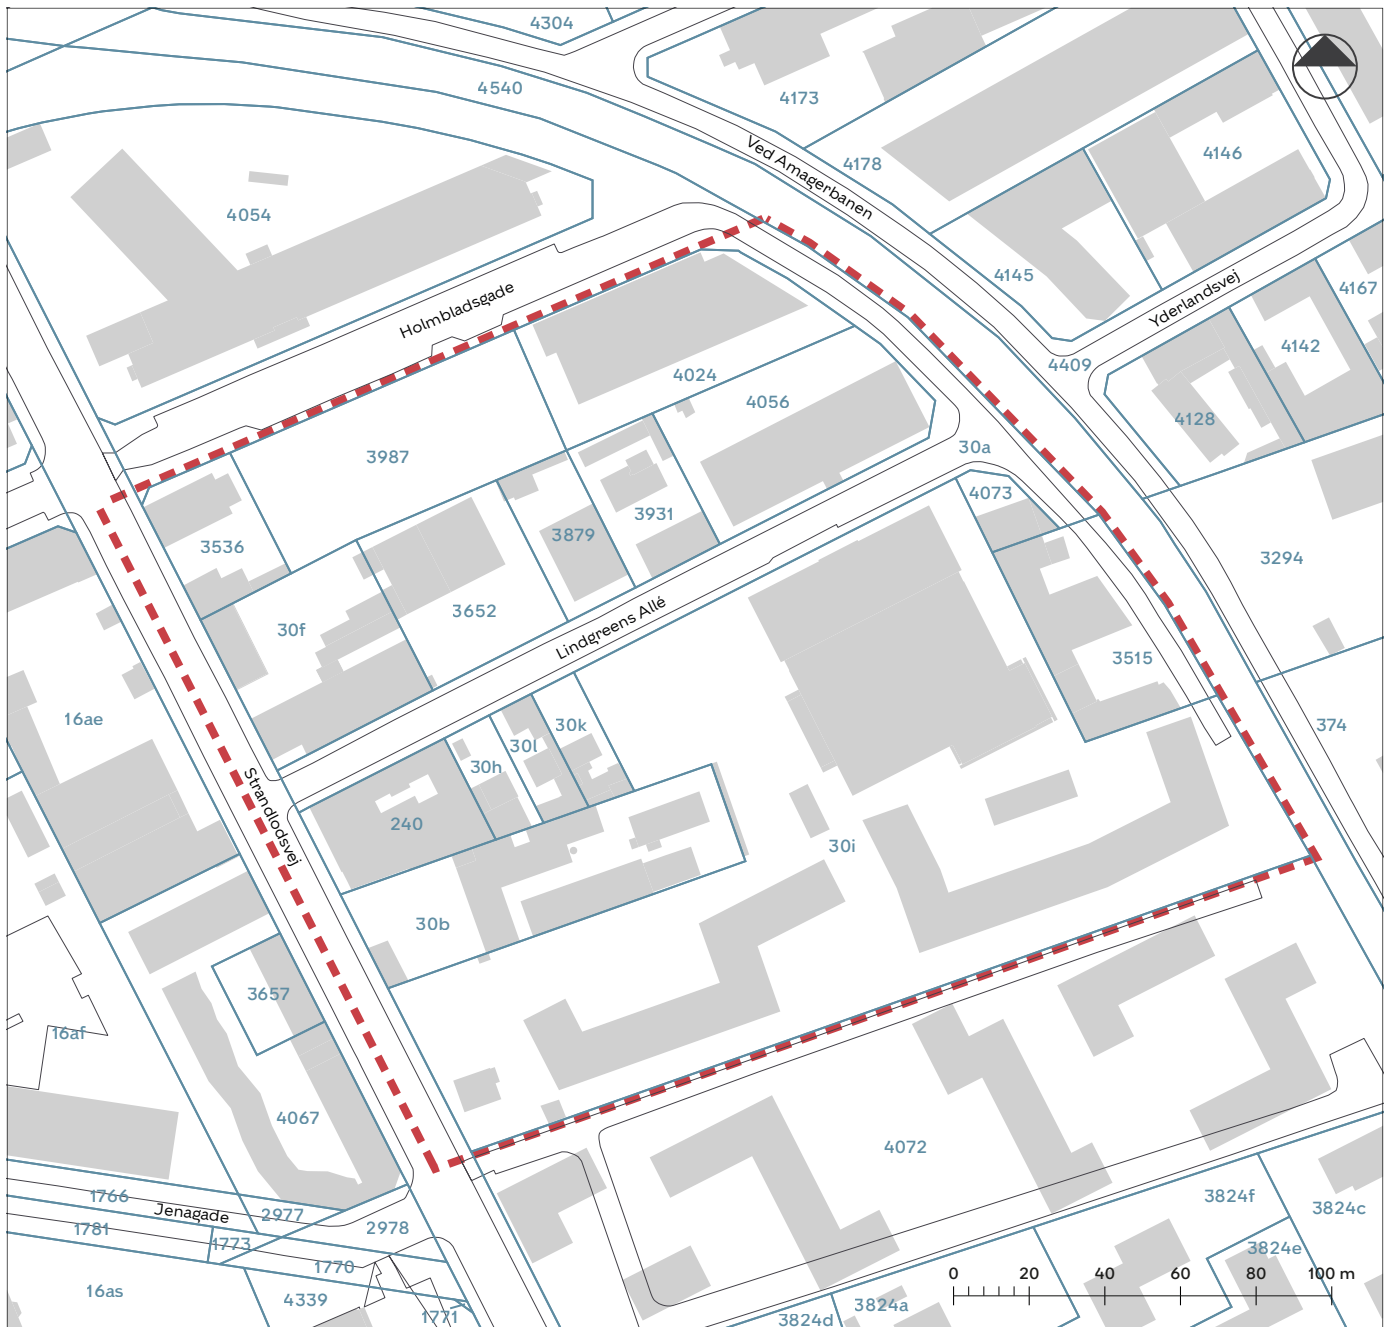 4304
4540
4173
Ved Amagerbanen
4178
4146
4054
4145
4167
Holmbladsgade
Yderlandsvej
4142
4409
4024
4056
4128
3987
30a
4073
3931
3879
3536
3294
3652
Lindgreens Allé
30f
3515
16ae
30k
374
30l
30h
Strandlodsvej
240
30i
30b
3657
16af
4067
4072
1766
Jenagade
2977
2978
3824f
3824c
1781
1773
3824e
1770
0 20 40 60 80 100 m
16as
4339
1771
3824a
3824d